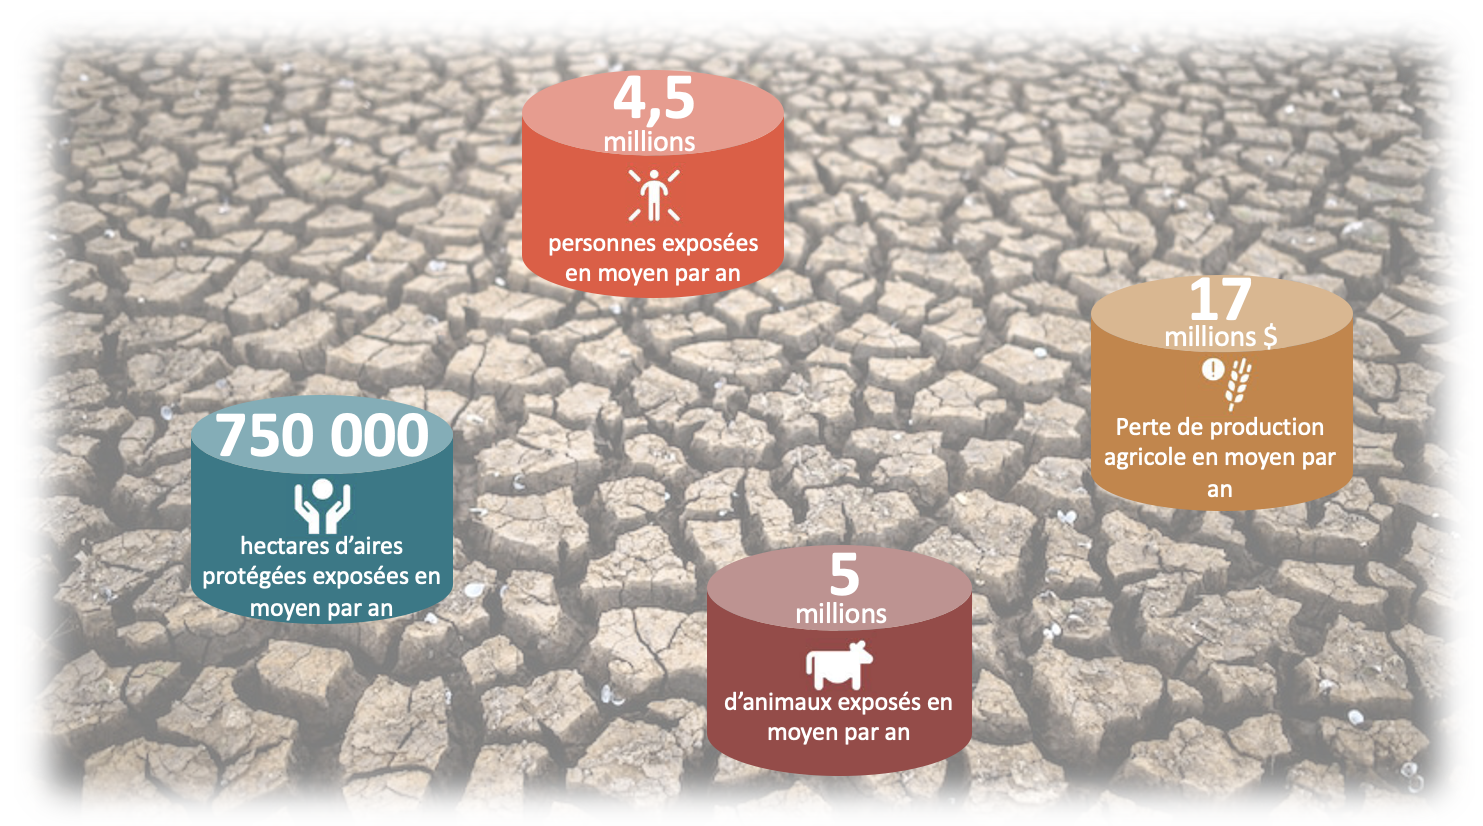 4,5
millions
personnes exposées
en moyen par an
17
millions $
Perte de production
agricole en moyen par
an
750 000
hectares d’aires
protégées exposées en
moyen par an
5
millions
d’animaux exposés en
moyen par an